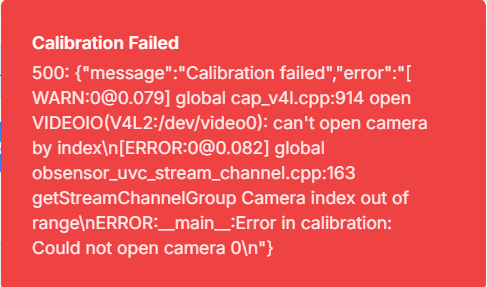 Calibration Failed
500: {"message":"Calibration failed","error":"[
WARN:0@0.079] global cap_v4l.cpp:914 open
VIDEOIO(V4L2:/dev/video0): can't open camera
by index\n[ERROR:0@0.082] global
obsensor_uvc_stream_channel.cpp:163
getStreamChannelGroup Camera index out of
range\nERROR:__main__:Error in calibration:
Could not open camera 0\n"}